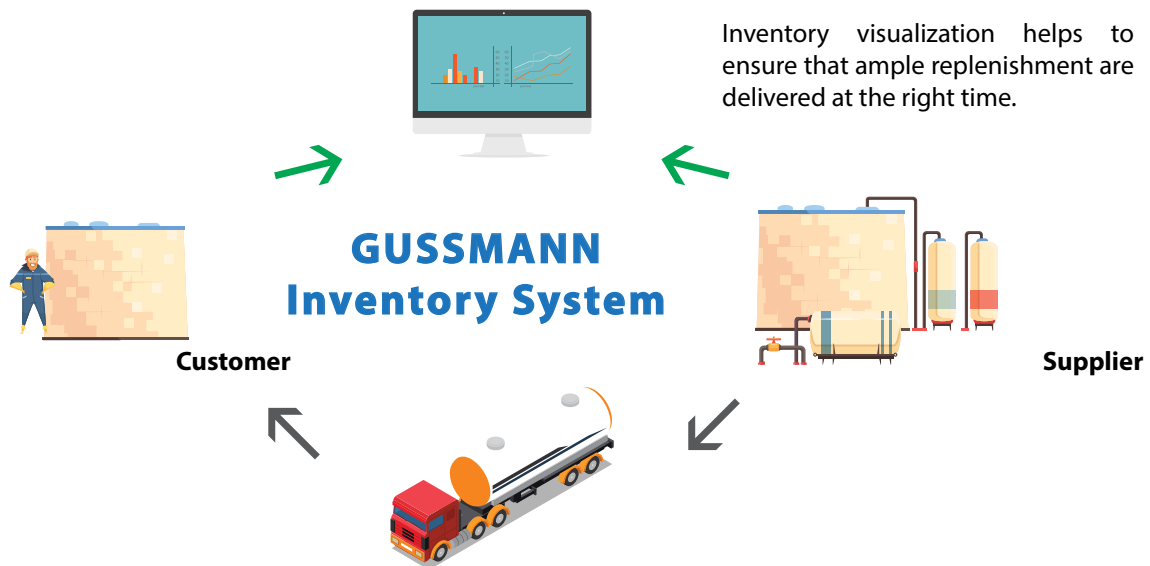 Inventory visualization helps to
ensure that ample replenishment are
delivered at the right time.
GUSSMANN
Inventory System
Customer
Supplier